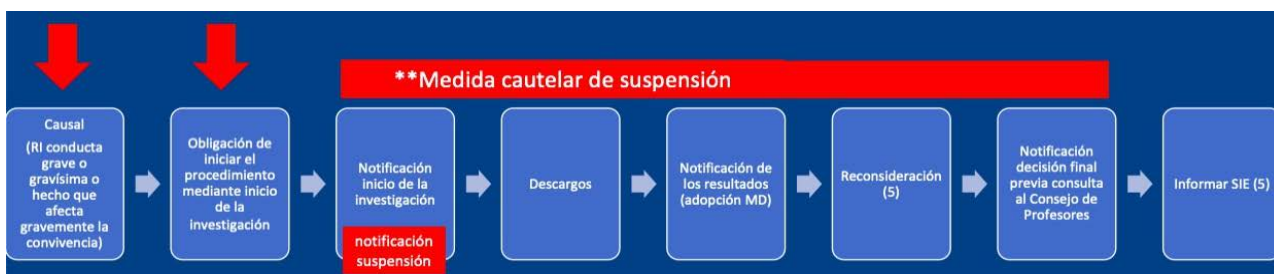 **Medida cautelar de suspensión
Causal
(RI conducta
grave o
gravísima o
hecho que
afecta
gravemente la
convivencia)
Obligación de
iniciar el
procedimiento
mediante inicio
de la
investigación
Notificación
inicio de la
investigación
notificación
suspensión
Descargos
Notificación de
los resultados
(adopción MD)
Reconsideración
(5)
Notificación
decisión final
previa consulta
al Consejo de
Profesores
Informar SIE (5)